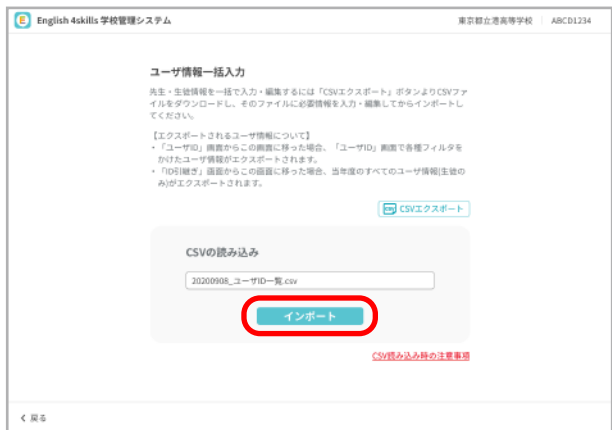 E English 4skills 学校管理システム
東京都立港高等学校 ABCD1234
ユーザ情報一括入力
先生・生徒情報を一括で入力・編集するには「CSVエクスポート」ボタンよりCSVファ
イルをダウンロードし、そのファイルに必要情報を入力・編集してからインポートし
てください。
【エクスポートされるユーザ情報について】
・「ユーザID」画面からこの画面に移った場合、「ユーザID」画面で各種フィルタを
かけたユーザ情報がエクスポートされます。
・「ID引継ぎ」画面からこの画面に移った場合、当年度のすべてのユーザ情報(生徒の
み)がエクスポートされます。
CSV CSVエクスポート
CSVの読み込み
20200908_ユーザID一覧.csv
インポート
CSV読み込み時の注意事項
く 戻る